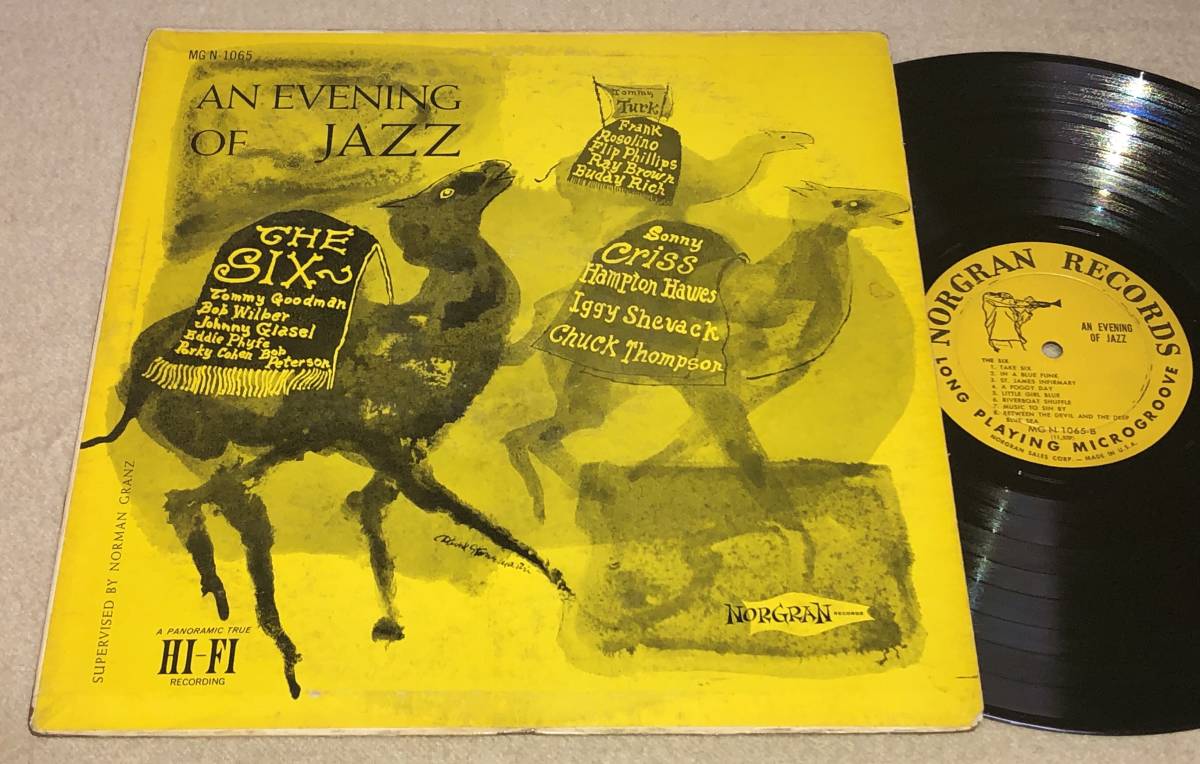 MG N-1065
AN EVENING
OF JAZZ
Tommy
Turk
Frank
Rosolino
Flip Phillips
Ray Brown
Buddy Rich
THE
SIX
Tommy Goodman
Bob Wilber
Johnny Glasel
Eddie Phyfe
Porky Cohen Bob
Peterson
Sonny
Criss
Hampton Hawes
Iggy Shevack
Chuck Thompson
SUPERVISED BY NORMAN GRANZ
A PANORAMIC TRUE
HI-FI
RECORDING
NORGRAN RECORDS
NORGRAN RECORDS
AN EVENING
OF JAZZ
THE SIX
1. TAKE SIX
2. IN A BLUE FUNK
3. ST. JAMES INFIRMARY
4. A FOGGY DAY
5. LITTLE GIRL BLUE
6. RIVERBOAT SHUFFLE
7. MUSIC TO SIN BY
8. BETWEEN THE DEVIL AND THE DEEP
BLUE SEA
MG N 1065-B
LONG PLAYING MICROGROOVE
NORGRAN SALES CORP. — MADE IN U.S.A.